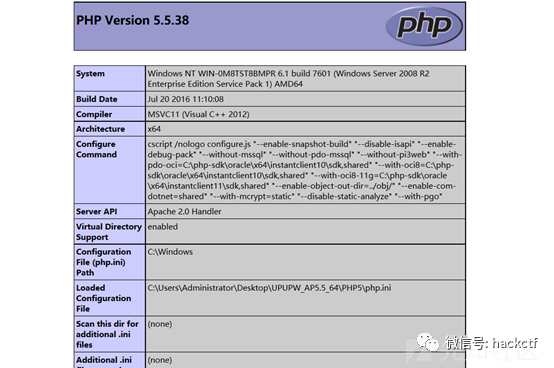 PHP Version 5.5.38
php
System
Windows NT WIN-0M8TST8BMPR 6.1 build 7601 (Windows Server 2008 R2
Enterprise Edition Service Pack 1) AMD64
Build Date
Jul 20 2016 11:10:08
Compiler
MSVC11 (Visual C++ 2012)
Architecture
x64
Configure
Command
cscript /nologo configure.js "--enable-snapshot-build" "--disable-isapi" "--enable-
debug-pack" "--without-mssql" "--without-pdo-mssql" "--without-pi3web" "--with-
pdo-oci=C:\php-sdk\oracle\x64\instantclient10\sdk,shared" "--with-oci8=C:\php-
sdk\oracle\x64\instantclient10\sdk,shared" "--with-oci8-11g=C:\php-sdk\oracle
\x64\instantclient11\sdk,shared" "--enable-object-out-dir=../obj/" "--enable-com-
dotnet=shared" "--with-mcrypt=static" "--disable-static-analyze" "--with-pgo"
Server API
Apache 2.0 Handler
Virtual Directory
Support
enabled
Configuration
File (php.ini)
Path
C:\Windows
Loaded
Configuration
File
C:\Users\Administrator\Desktop\UPUPW_AP5.5_64\PHP5\php.ini
Scan this dir for
additional .ini
files
(none)
Additional .ini
(none)
微信号: hackctf